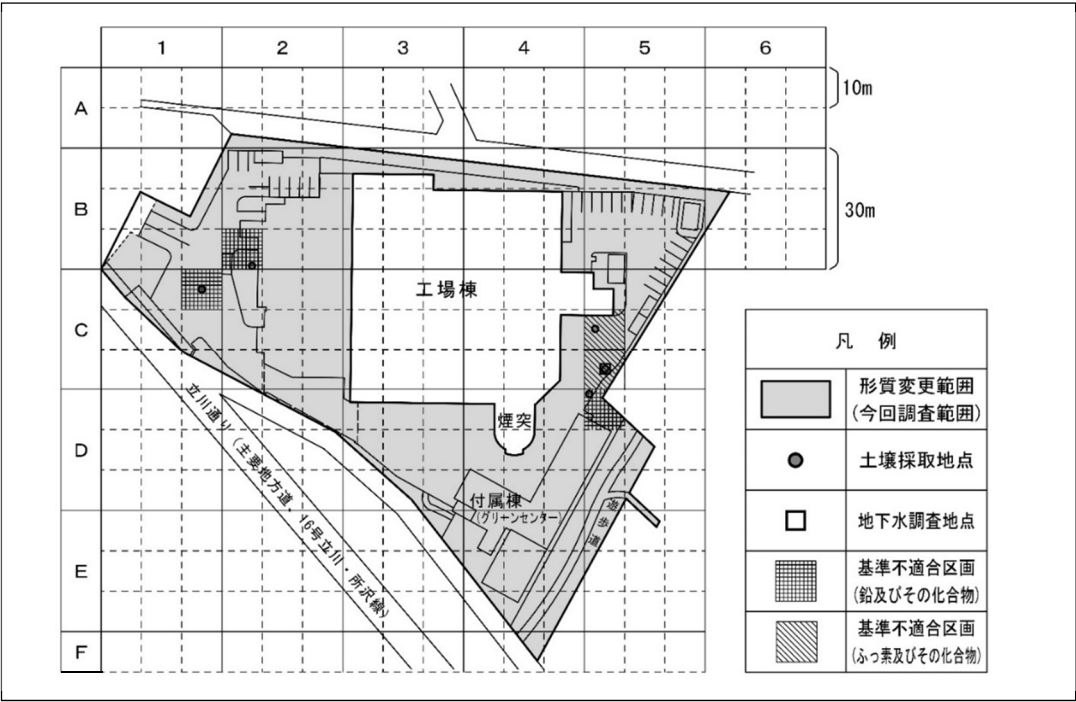 1 2 3 4 5 6
A
10m
B
30m
工場棟
C
凡 例
形質変更範囲
(今回調査範囲)
煙突
D
土壌採取地点
立川通り(主要地方道・16号立川・所沢線)
付属棟
(グリーンセンター)
遊歩道
地下水調査地点
E
基準不適合区画
(鉛及びその化合物)
F
基準不適合区画
(ふっ素及びその化合物)